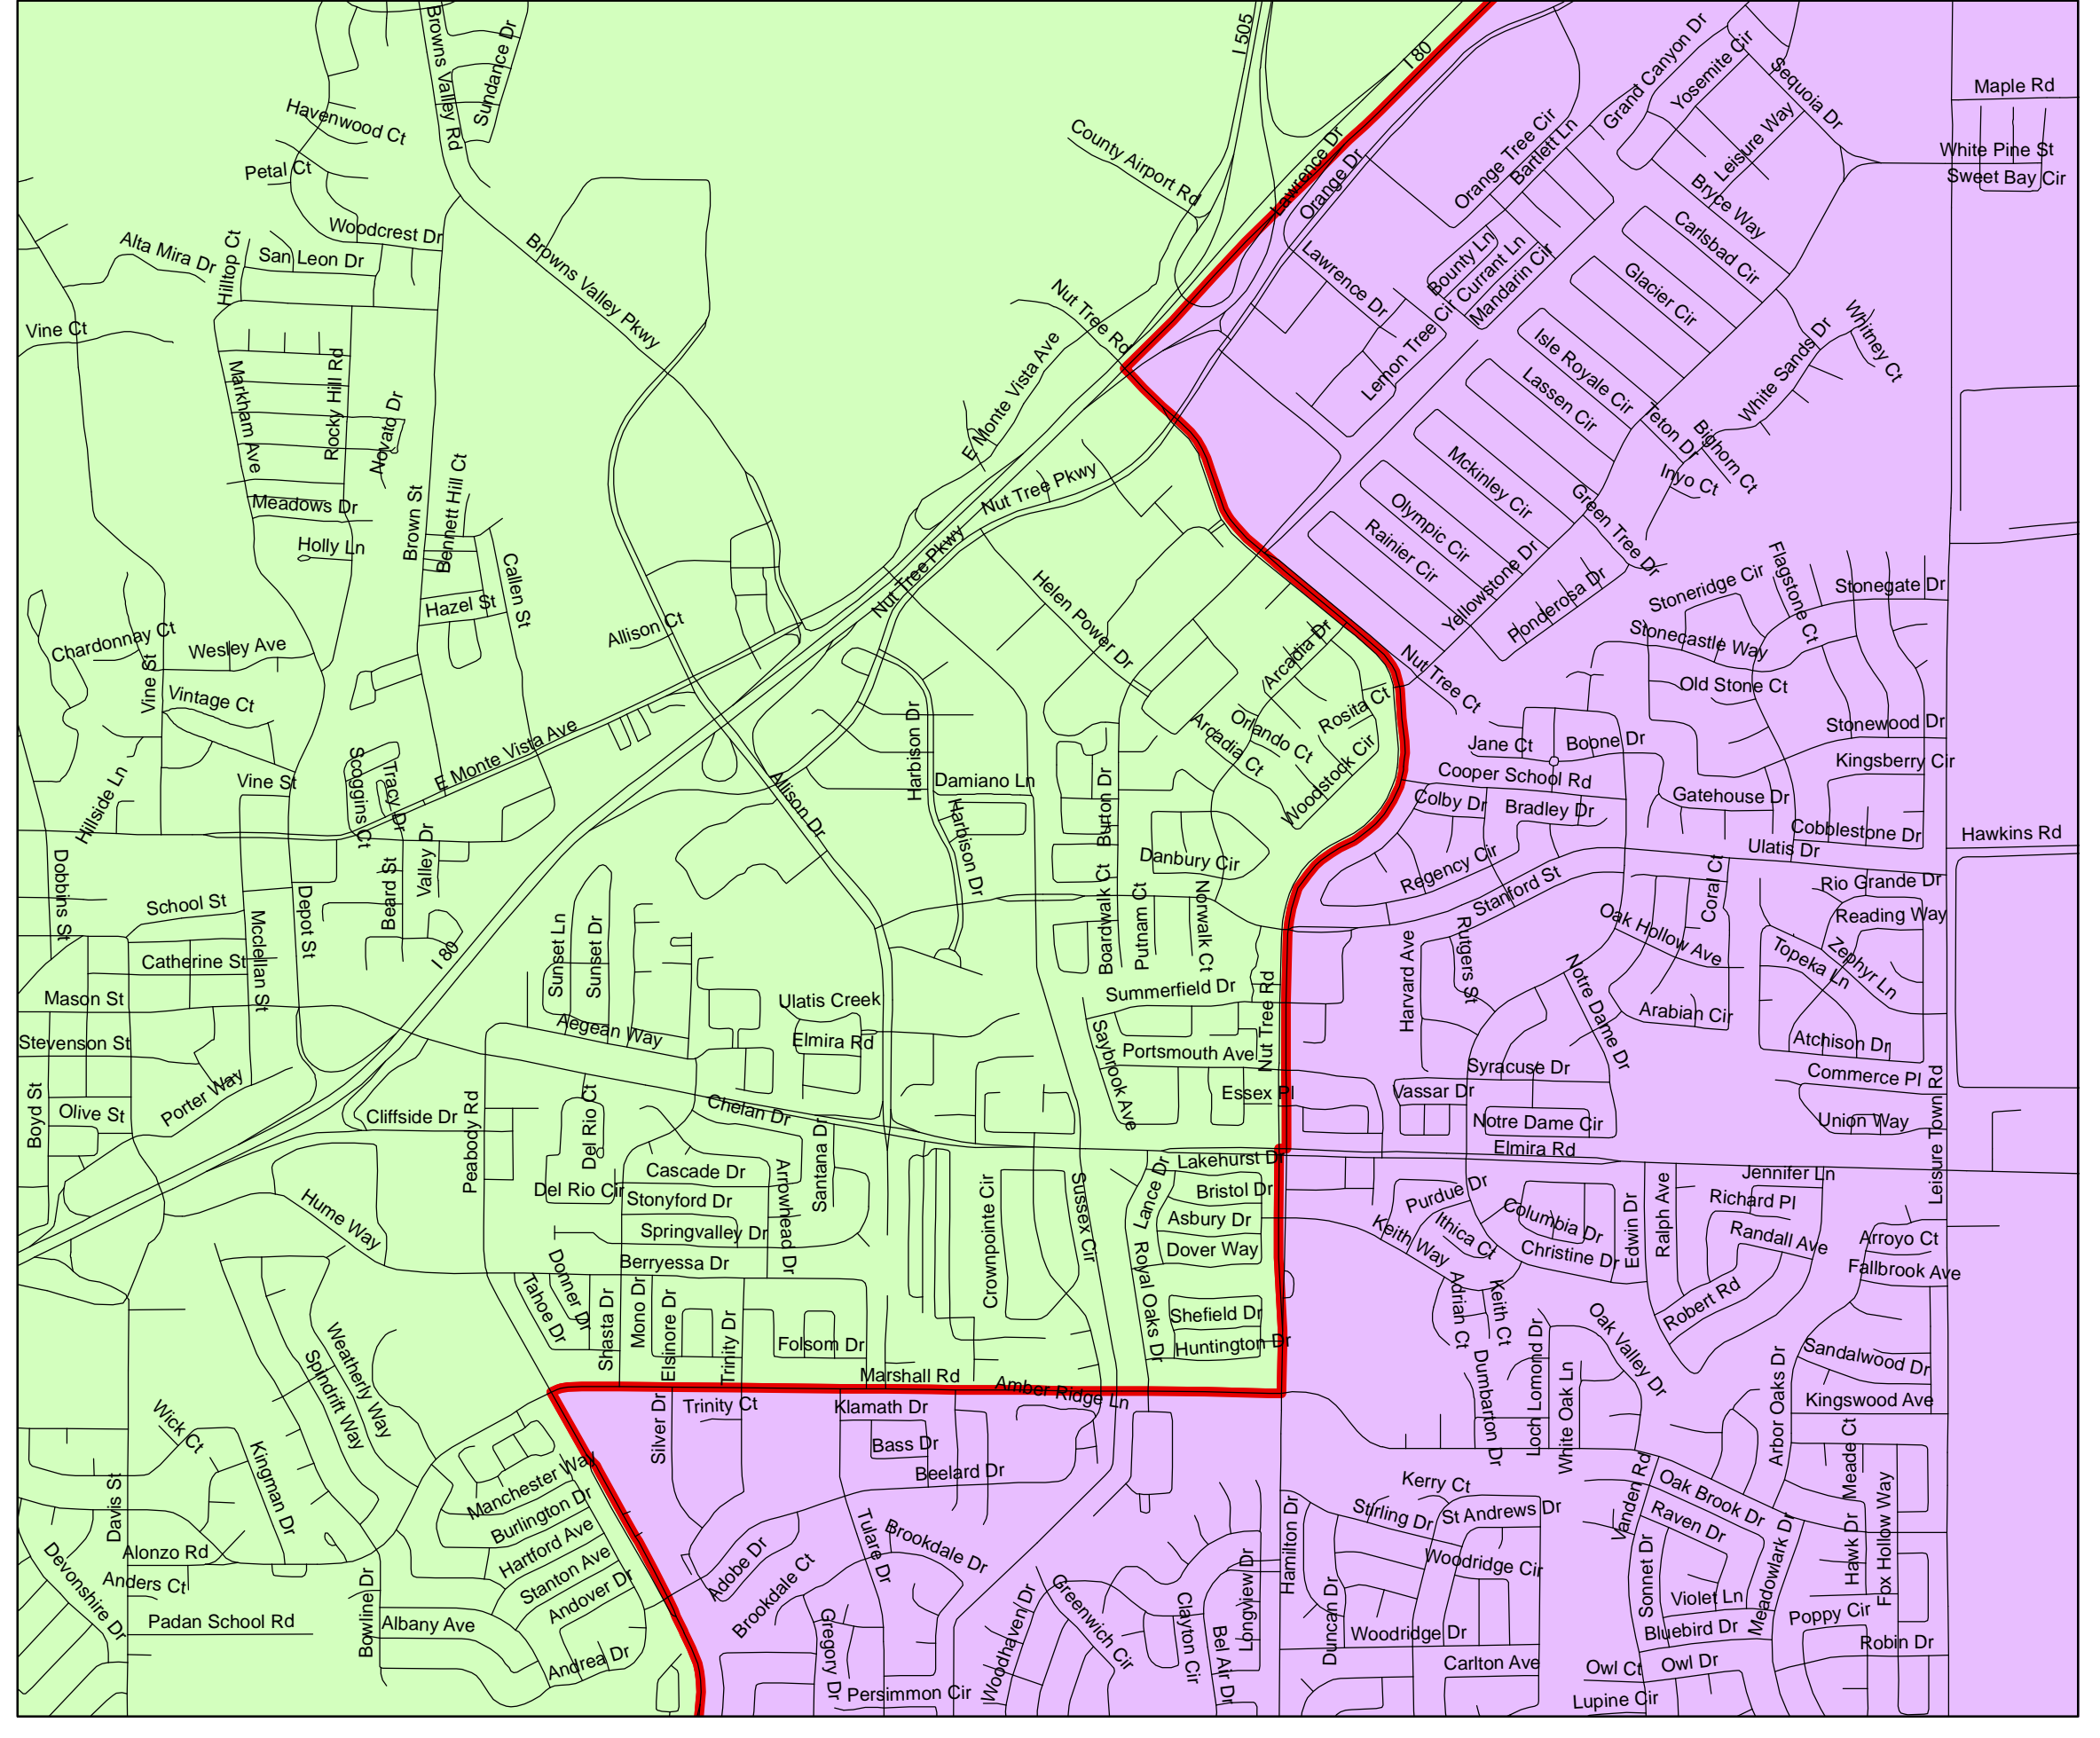 Browns Valley Rd
Sundance Dr
I 505
I 80
Grand Canyon Dr
Yosemite Cir
Sequoia Dr
Maple Rd
Havenwood Ct
County Airport Rd
Lawrence Dr
Orange Dr
Orange Tree Cir
Bartlett Ln
Leisure Way
White Pine St
Sweet Bay Cir
Petal Ct
Bryce Way
Woodcrest Dr
Alta Mira Dr
Hilltop Ct
San Leon Dr
Browns Valley Pkwy
Lawrence Dr
Bounty Ln
Currant Ln
Mandarin Cir
Carlsbad Cir
Glacier Cir
Vine Ct
Nut Tree Rd
Lemon Tree Cir
Isle Royale Cir
Whitney Ct
White Sands Dr
Markham Ave
Rocky Hill Rd
Novato Dr
E Monte Vista Ave
Lassen Cir
Teton Dr
Bighorn Ct
Inyo Ct
Meadows Dr
Brown St
Bennett Hill Ct
Nut Tree Pkwy
Mckinley Cir
Green Tree Dr
Holly Ln
Callen St
Nut Tree Pkwy
Olympic Cir
Rainier Cir
Hazel St
Helen Power Dr
Yellowstone Dr
Ponderosa Dr
Stoneridge Cir
Flagstone Ct
Stonegate Dr
Chardonnay Ct
Wesley Ave
Allison Ct
Arcadia Dr
Nut Tree Ct
Stonecastle Way
Vine St
Vintage Ct
Old Stone Ct
Rosita Ct
Orlando Ct
Arcadia Ct
Woodstock Cir
Stonewood Dr
Harbison Dr
Jane Ct
Boone Dr
Kingsberry Cir
E Monte Vista Ave
Scoggins Ct
Tracy Dr
Vine St
Hillside Ln
Allison Dr
Damiano Ln
Burton Dr
Cooper School Rd
Colby Dr
Bradley Dr
Gatehouse Dr
Cobblestone Dr
Hawkins Rd
Valley Dr
Harbison Dr
Danbury Cir
Regency Cir
Ulatis Dr
Dobbins St
Beard St
Stanford St
Coral Ct
Rio Grande Dr
School St
Mcclellan St
Depot St
Sunset Ln
Sunset Dr
Boardwalk Ct
Putnam Ct
Norwalk Ct
Oak Hollow Ave
Reading Way
Catherine St
I 80
Harvard Ave
Rutgers St
Topeka Ln
Zephyr Ln
Mason St
Ulatis Creek
Summerfield Dr
Nut Tree Rd
Notre Dame Dr
Arabian Cir
Stevenson St
Aegean Way
Elmira Rd
Saybrook Ave
Portsmouth Ave
Atchison Dr
Boyd St
Olive St
Porter Way
Cliffside Dr
Peabody Rd
Del Rio Ct
Chelan Dr
Essex Pl
Vassar Dr
Syracuse Dr
Commerce Pl
Leisure Town Rd
Notre Dame Cir
Union Way
Elmira Rd
Santana Dr
Lakehurst Dr
Cascade Dr
Arrowhead Dr
Del Rio Cir
Stonyford Dr
Springvalley Dr
Crownpointe Cir
Sussex Cir
Lance Dr
Bristol Dr
Asbury Dr
Dover Way
Purdue Dr
Ithica Ct
Keith Way
Columbia Dr
Christine Dr
Edwin Dr
Ralph Ave
Jennifer Ln
Richard Pl
Randall Ave
Arroyo Ct
Fallbrook Ave
Hume Way
Berryessa Dr
Tahoe Dr
Donner Dr
Shasta Dr
Mono Dr
Elsinore Dr
Trinity Dr
Folsom Dr
Royal Oaks Dr
Shefield Dr
Huntington Dr
Adrian Ct
Keith Ct
Robert Rd
Oak Valley Dr
Weatherly Way
Spindrift Way
Marshall Rd
Amber Ridge Ln
Dumbarton Dr
Loch Lomond Dr
White Oak Ln
Arbor Oaks Dr
Sandalwood Dr
Kingswood Ave
Wick Ct
Kingman Dr
Silver Dr
Trinity Ct
Klamath Dr
Bass Dr
Beelard Dr
Meade Ct
Davis St
Manchester Way
Burlington Dr
Hartford Ave
Stanton Ave
Andover Dr
Kerry Ct
Stirling Dr
St Andrews Dr
Vanden Rd
Oak Brook Dr
Raven Dr
Hawk Dr
Fox Hollow Way
Alonzo Rd
Anders Ct
Devonshire Dr
Padan School Rd
Bowline Dr
Albany Ave
Andrea Dr
Adobe Dr
Tulare Dr
Brookdale Dr
Brookdale Ct
Hamilton Dr
Woodridge Cir
Meadowlark Dr
Sonnet Dr
Violet Ln
Bluebird Dr
Poppy Cir
Robin Dr
Gregory Dr
Woodhaven Dr
Greenwich Cir
Clayton Cir
Bel Air Dr
Longview Dr
Duncan Dr
Woodridge Dr
Carlton Ave
Owl Ct
Owl Dr
Persimmon Cir
Lupine Cir